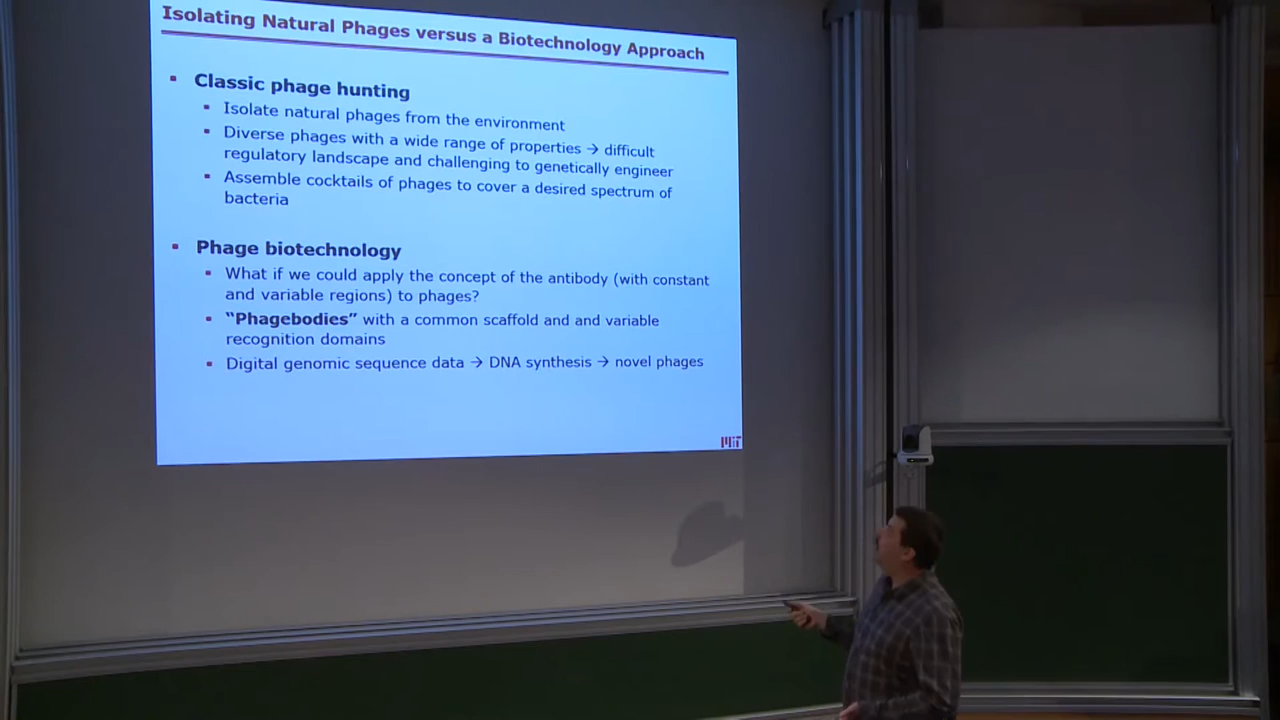 Isolating Natural Phages versus a Biotechnology Approach
▪ Classic phage hunting
▪ Isolate natural phages from the environment
▪ Diverse phages with a wide range of properties → difficult
regulatory landscape and challenging to genetically engineer
▪ Assemble cocktails of phages to cover a desired spectrum of
bacteria
▪ Phage biotechnology
▪ What if we could apply the concept of the antibody (with constant
and variable regions) to phages?
▪ “Phagebodies” with a common scaffold and and variable
recognition domains
▪ Digital genomic sequence data → DNA synthesis → novel phages
MIT